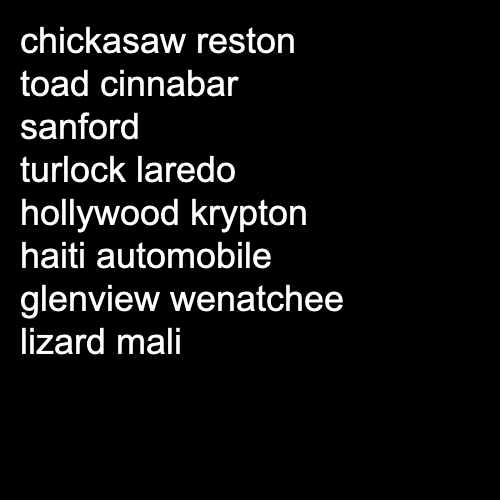 chickasaw reston
toad cinnabar
sanford
turlock laredo
hollywood krypton
haiti automobile
glenview wenatchee
lizard mali